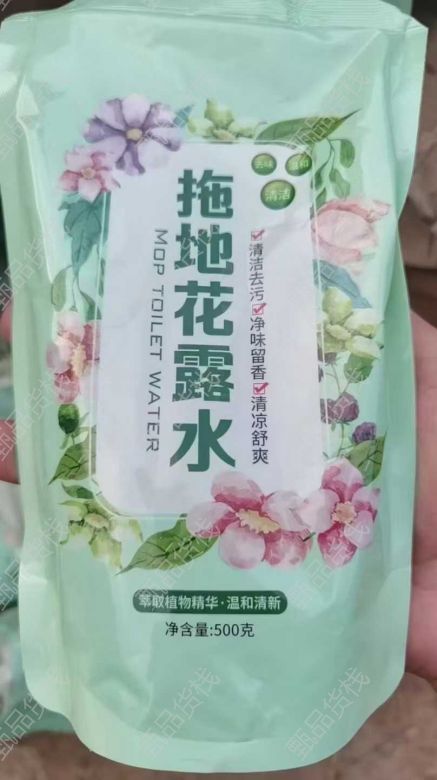 去味
温和
清洁
拖地花露水
MOP TOILET WATER
清洁去污
净味留香
清凉舒爽
萃取植物精华·温和清新
净含量:500克
甄品货栈